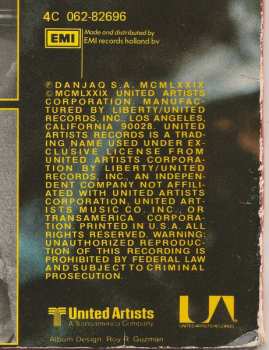 4C 062-82696
EMI
Made and distributed by
EMI records holland bv
℗ DANJAQ S.A. MCMLXXIX
© MCMLXXIX UNITED ARTISTS
CORPORATION. MANUFAC-
TURED BY LIBERTY/UNITED
RECORDS, INC., LOS ANGELES,
CALIFORNIA 90028. UNITED
ARTISTS RECORDS IS A TRAD-
ING NAME USED UNDER EX-
CLUSIVE LICENSE FROM
UNITED ARTISTS CORPORA-
TION BY LIBERTY/UNITED
RECORDS, INC., AN INDEPEN-
DENT COMPANY NOT AFFILI-
ATED WITH UNITED ARTISTS
CORPORATION, UNITED ART-
ISTS MUSIC CO., INC., OR
TRANSAMERICA CORPORA-
TION. PRINTED IN U.S.A. ALL
RIGHTS RESERVED. WARNING:
UNAUTHORIZED REPRODUC-
TION OF THIS RECORDING IS
PROHIBITED BY FEDERAL LAW
AND SUBJECT TO CRIMINAL
PROSECUTION.
United Artists
A Transamerica Company
UA
UNITED ARTISTS RECORDS
Album Design: Roy R. Guzman